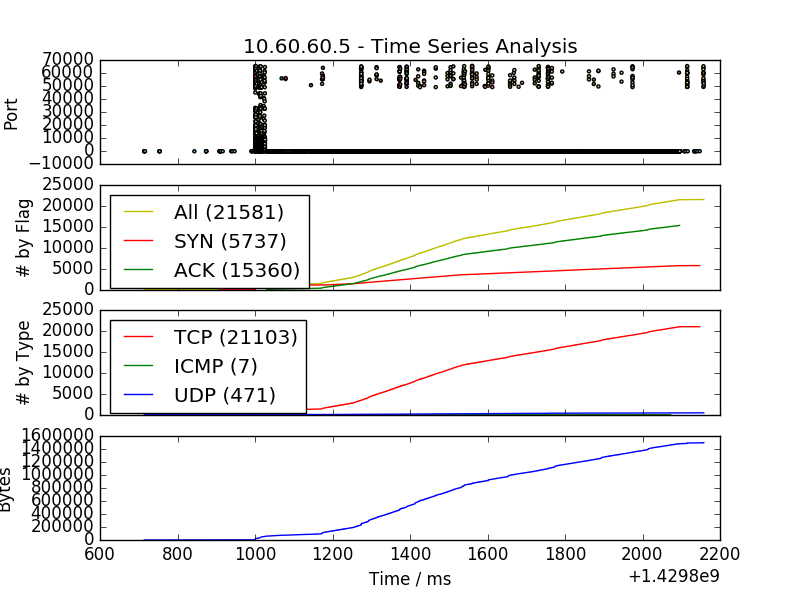 10.60.60.5 - Time Series Analysis
70000
60000
50000
40000
30000
20000
10000
0
−10000
Port
25000
20000
15000
10000
5000
0
# by Flag
All (21581)
SYN (5737)
ACK (15360)
25000
20000
15000
10000
5000
0
# by Type
TCP (21103)
ICMP (7)
UDP (471)
1600000
1400000
1200000
1000000
800000
600000
400000
200000
0
Bytes
600 800 1000 1200 1400 1600 1800 2000 2200
Time / ms
+1.4298e9